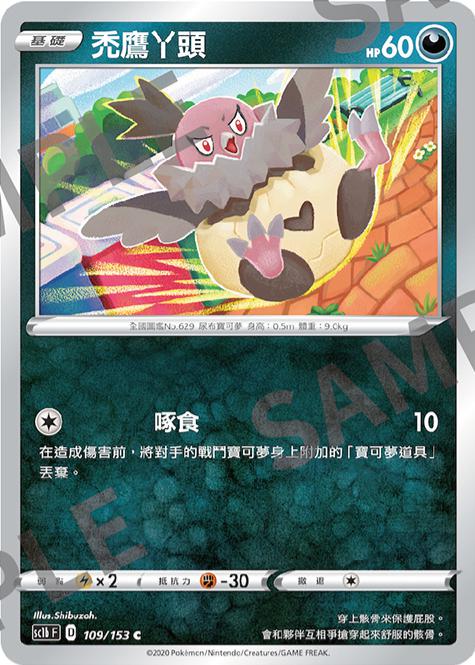 基礎 禿鷹丫頭 HP60
全國圖鑑No.629 尿布寶可夢 身高：0.5m 體重：9.0kg
啄食 10
在造成傷害前，將對手的戰鬥寶可夢身上附加的「寶可夢道具」
丟棄。
弱點 ×2 抵抗力 -30 撤退
Illus.Shibuzoh.
sc1b F D 109/153 C
穿上骸骨來保護屁股。
會和夥伴互相爭搶穿起來舒服的骸骨。
©2020 Pokémon/Nintendo/Creatures/GAME FREAK.
SAMPLE